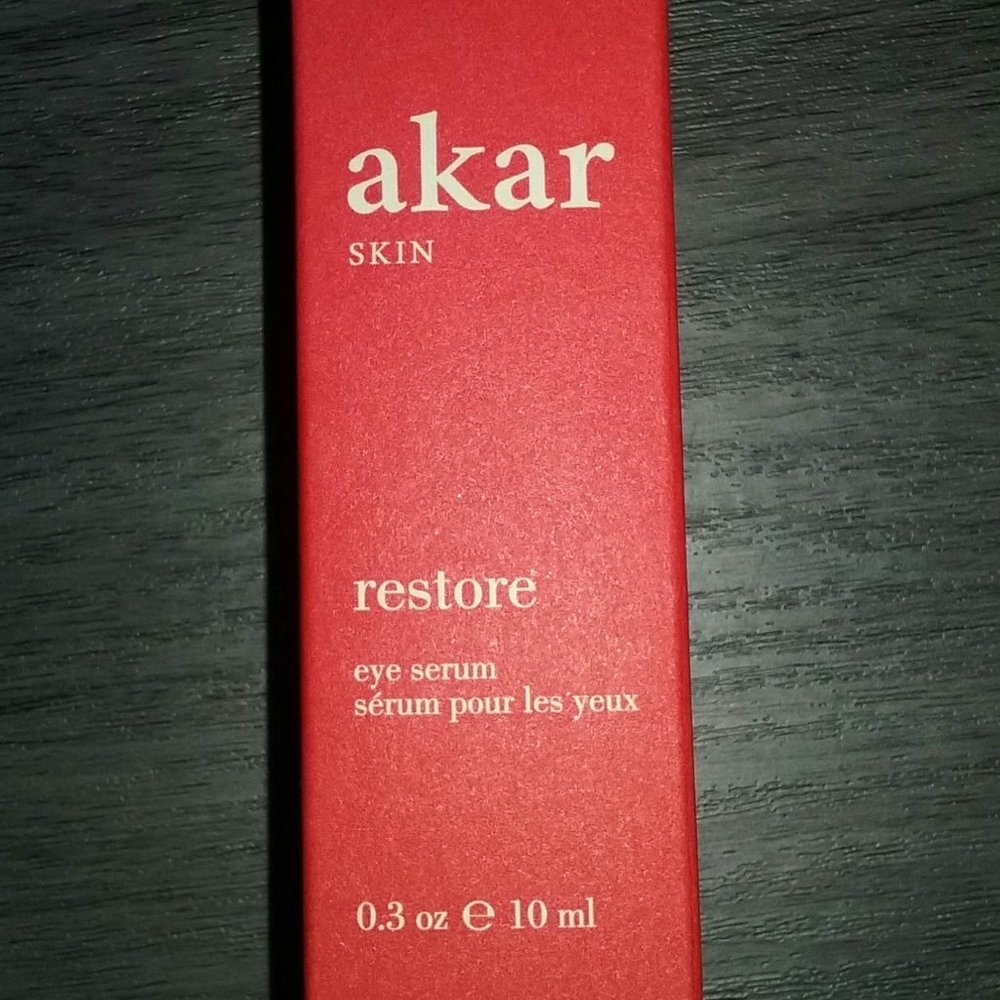 akar
SKIN
restore
eye serum
sérum pour les yeux
0.3 oz ℮ 10 ml